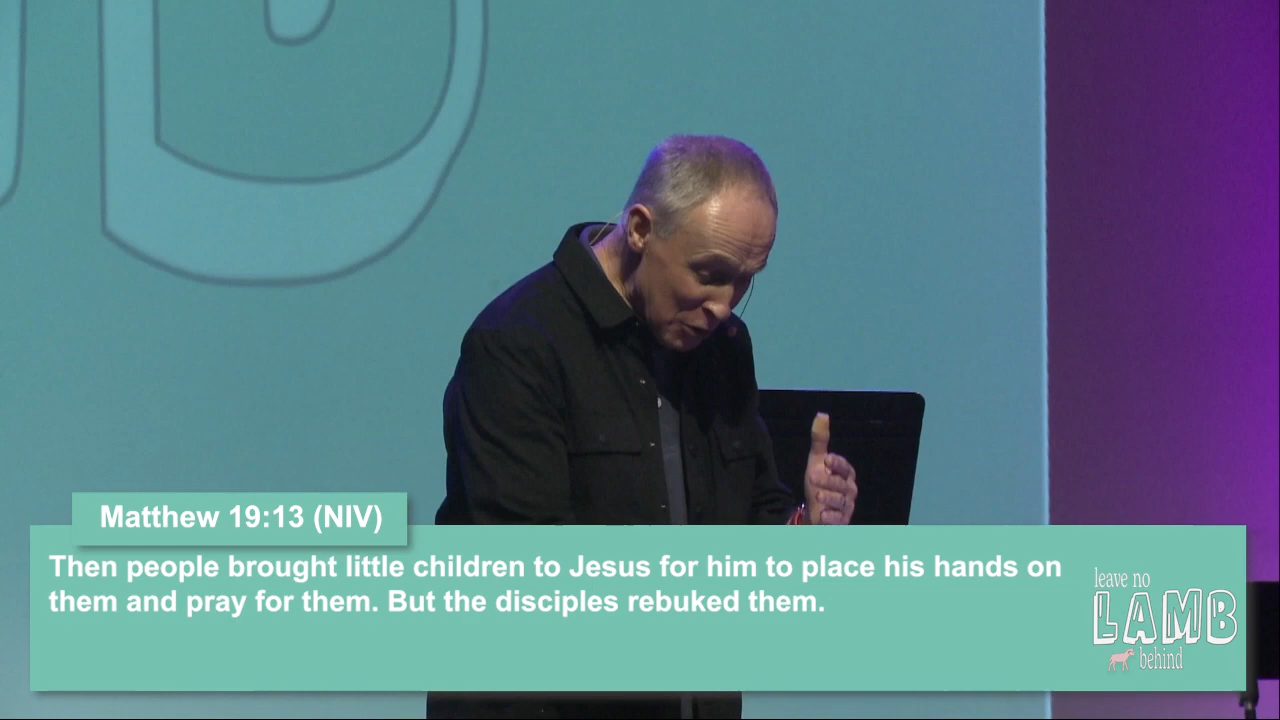 Matthew 19:13 (NIV)
Then people brought little children to Jesus for him to place his hands on
them and pray for them. But the disciples rebuked them.
leave no
LAMB
behind